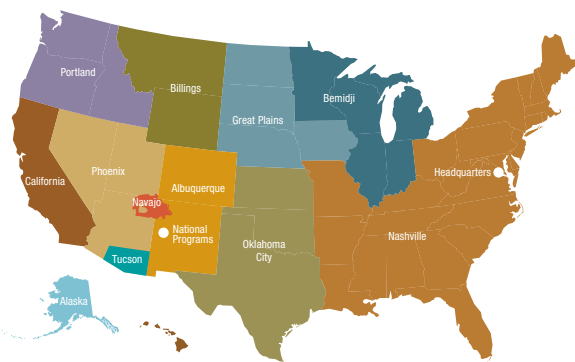 Portland
Billings
Bemidji
Great Plains
Phoenix
Headquarters
California
Albuquerque
Navajo
National
Programs
Nashville
Oklahoma
City
Tucson
Alaska